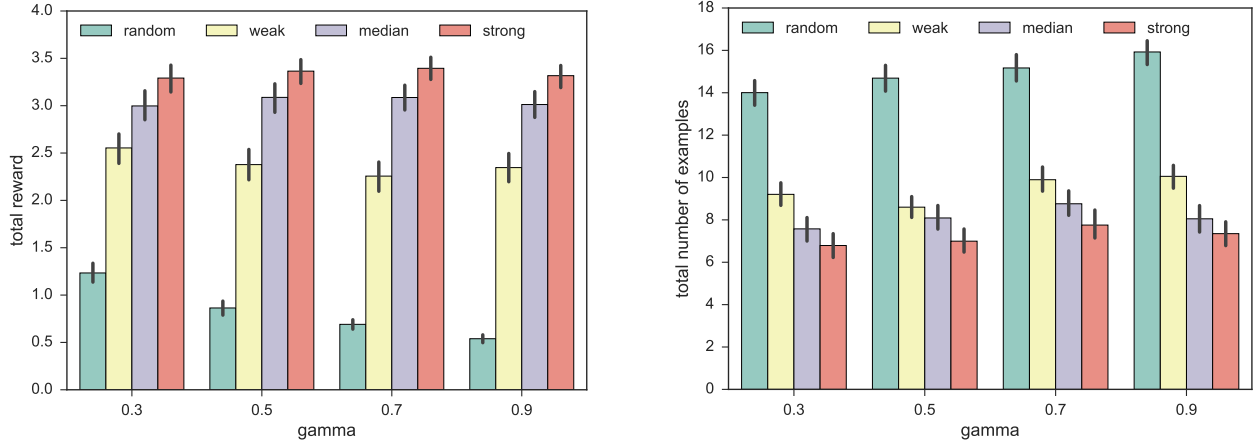 4.0
3.5
3.0
2.5
2.0
1.5
1.0
0.5
0.0
total reward
random weak median strong
0.3 0.5 0.7 0.9
gamma
18
16
14
12
10
8
6
4
2
0
total number of examples
random weak median strong
0.3 0.5 0.7 0.9
gamma